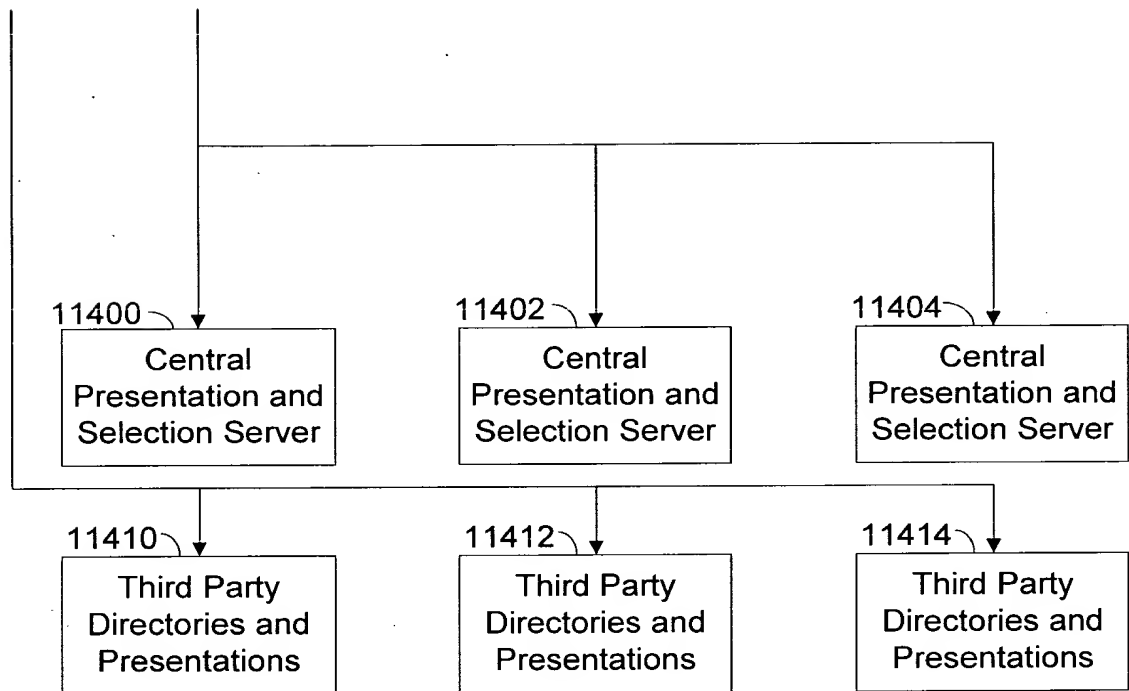 11400
Central
Presentation and
Selection Server
11402
Central
Presentation and
Selection Server
11404
Central
Presentation and
Selection Server
11410
Third Party
Directories and
Presentations
11412
Third Party
Directories and
Presentations
11414
Third Party
Directories and
Presentations